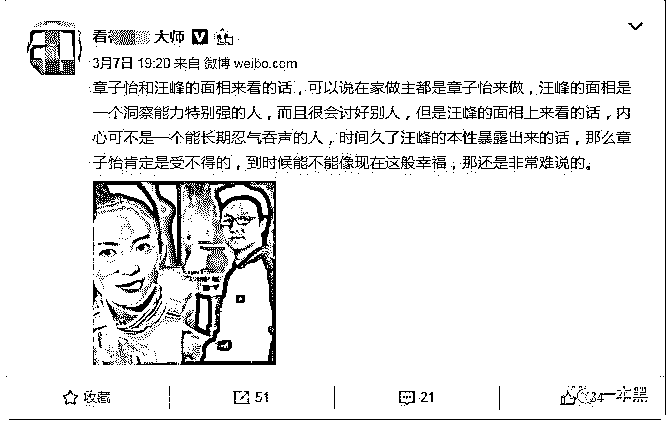 看 大师 V
3月7日 19:20 来自 微博 weibo.com
章子怡和汪峰的面相来看的话，可以说在家做主都是章子怡来做，汪峰的面相是
一个洞察能力特别强的人，而且很会讨好别人，但是汪峰的面相上来看的话，内
心可不是一个能长期忍气吞声的人，时间久了汪峰的本性暴露出来的话，那么章
子怡肯定是受不得的，到时候能不能像现在这般幸福，那还是非常难说的。
收藏
51
21
34
一本黑